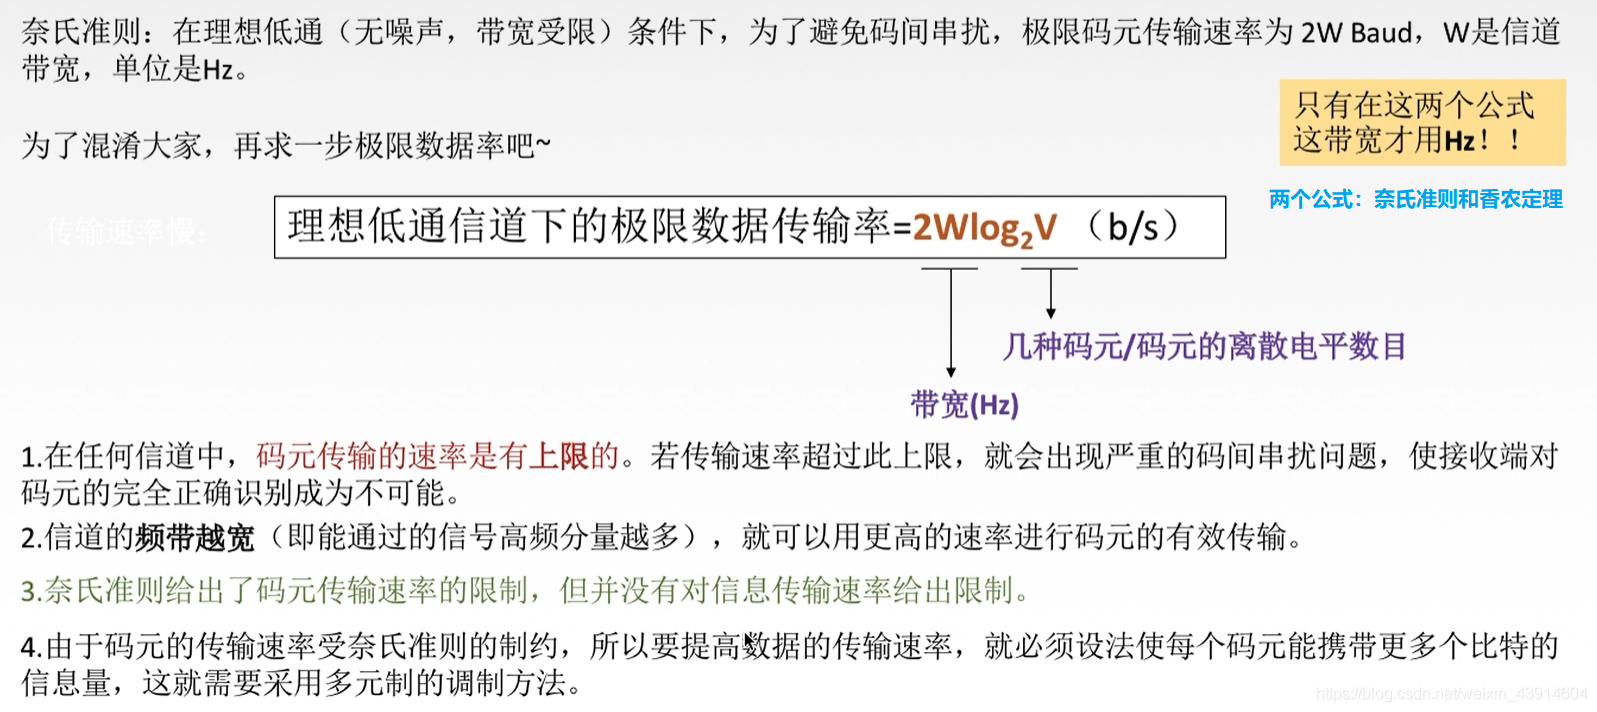 奈氏准则：在理想低通（无噪声，带宽受限）条件下，为了避免码间串扰，极限码元传输速率为 2W Baud，W是信道
带宽，单位是Hz。
只有在这两个公式
这带宽才用Hz！！
为了混淆大家，再求一步极限数据率吧~
两个公式：奈氏准则和香农定理
传输速率慢：
理想低通信道下的极限数据传输率=2Wlog₂V （b/s）
几种码元/码元的离散电平数目
带宽(Hz)
1.在任何信道中，码元传输的速率是有上限的。若传输速率超过此上限，就会出现严重的码间串扰问题，使接收端对
码元的完全正确识别成为不可能。
2.信道的频带越宽（即能通过的信号高频分量越多），就可以用更高的速率进行码元的有效传输。
3.奈氏准则给出了码元传输速率的限制，但并没有对信息传输速率给出限制。
4.由于码元的传输速率受奈氏准则的制约，所以要提高数据的传输速率，就必须设法使每个码元能携带更多个比特的
信息量，这就需要采用多元制的调制方法。
https://blog.csdn.net/weixin_43914604